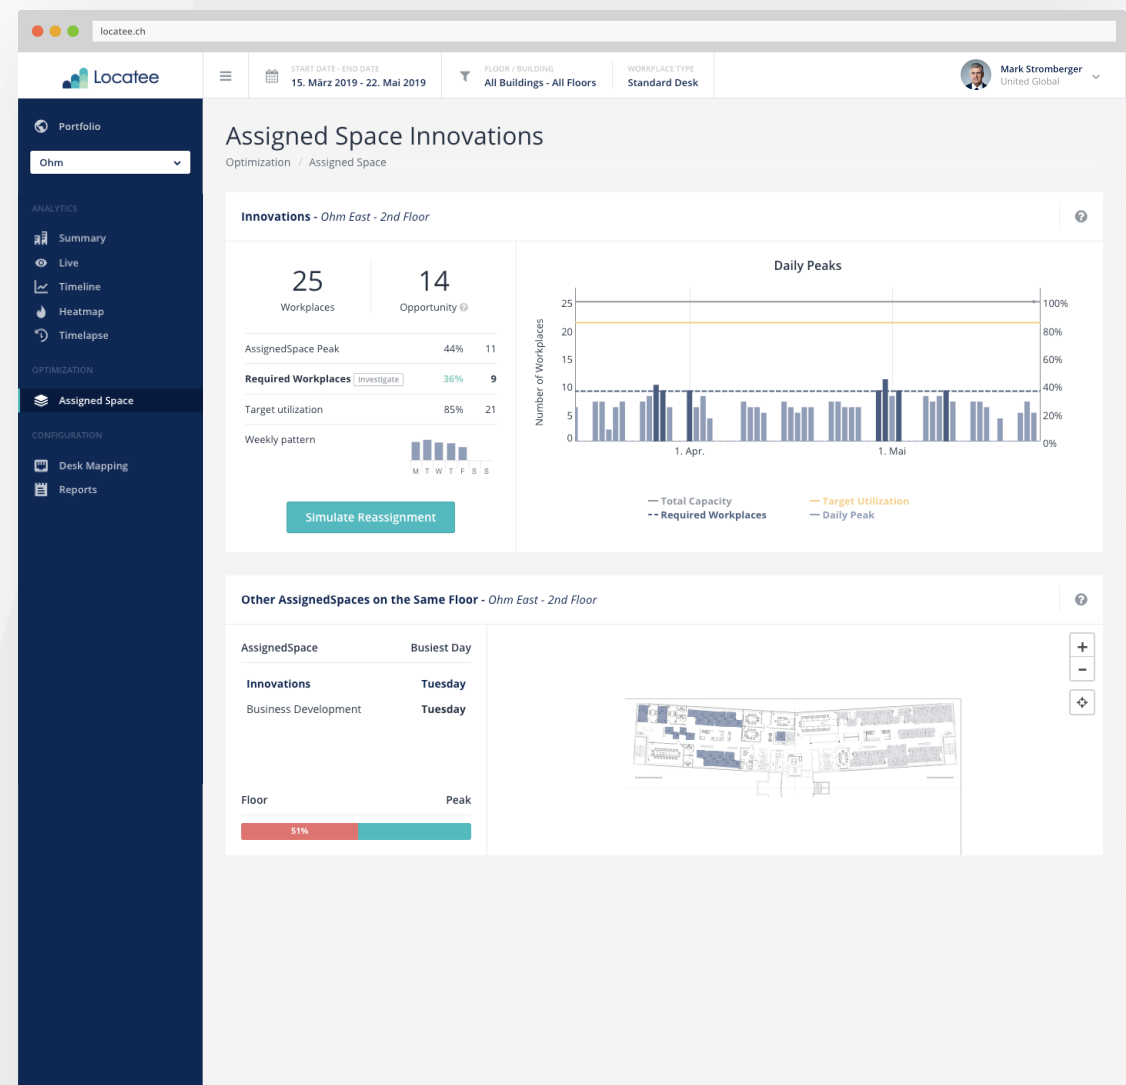 locatee.ch
Locatee
START DATE - END DATE
15. März 2019 - 22. Mai 2019
FLOOR / BUILDING
All Buildings - All Floors
WORKPLACE TYPE
Standard Desk
Mark Stromberger
United Global
Portfolio
Ohm
ANALYTICS
Summary
Live
Timeline
Heatmap
Timelapse
OPTIMIZATION
Assigned Space
CONFIGURATION
Desk Mapping
Reports
Assigned Space Innovations
Optimization / Assigned Space
Innovations - Ohm East - 2nd Floor
?
25
Workplaces
14
Opportunity ?
AssignedSpace Peak 44% 11
Required Workplaces Investigate 36% 9
Target utilization 85% 21
Weekly pattern
M T W T F S S
Simulate Reassignment
Daily Peaks
Number of Workplaces
25
20
15
10
5
0
100%
80%
60%
40%
20%
0%
1. Apr.
1. Mai
Total Capacity
Target Utilization
Required Workplaces
Daily Peak
Other AssignedSpaces on the Same Floor - Ohm East - 2nd Floor
?
AssignedSpace Busiest Day
Innovations Tuesday
Business Development Tuesday
Floor Peak
51%
+
−